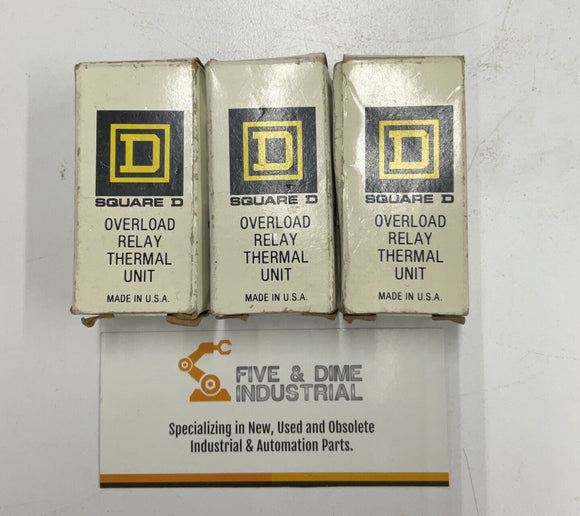 D
SQUARE D
OVERLOAD
RELAY
THERMAL
UNIT
MADE IN U.S.A.
D
SQUARE D
OVERLOAD
RELAY
THERMAL
UNIT
MADE IN U.S.A.
D
SQUARE D
OVERLOAD
RELAY
THERMAL
UNIT
MADE IN U.S.A.
FIVE & DIME
INDUSTRIAL
Specializing in New, Used and Obsolete
Industrial & Automation Parts.